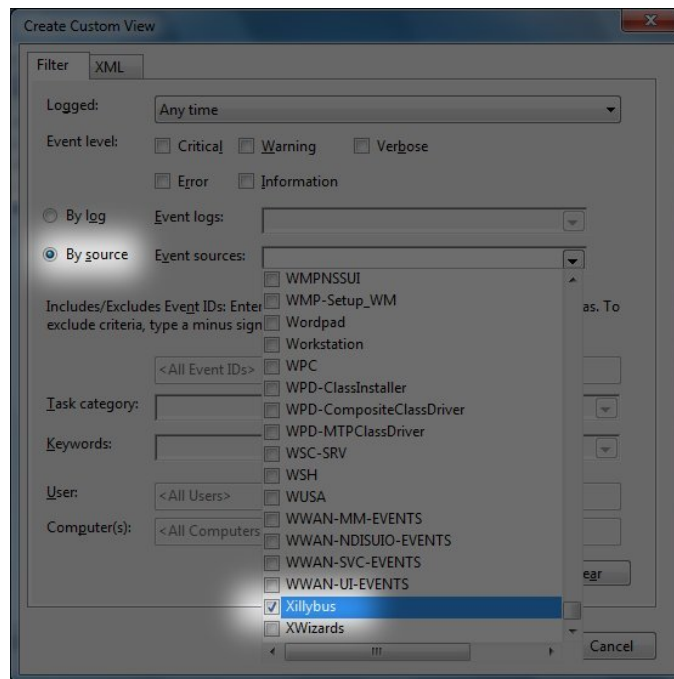 Create Custom View
Filter XML
Logged: Any time
Event level: Critical Warning Verbose
Error Information
By log Event logs:
By source Event sources:
WMPNSSUI
Includes/Excludes Event IDs: Enter WMP-Setup_WM as. To
exclude criteria, type a minus sign Wordpad
Workstation
<All Event IDs> WPC
WPD-ClassInstaller
Task category: WPD-CompositeClassDriver
WPD-MTPClassDriver
Keywords: WSC-SRV
WSH
User: <All Users> WUSA
WWAN-MM-EVENTS
Computer(s): <All Computers WWAN-NDISUIO-EVENTS
WWAN-SVC-EVENTS
WWAN-UI-EVENTS ear
Xillybus
XWizards
Cancel